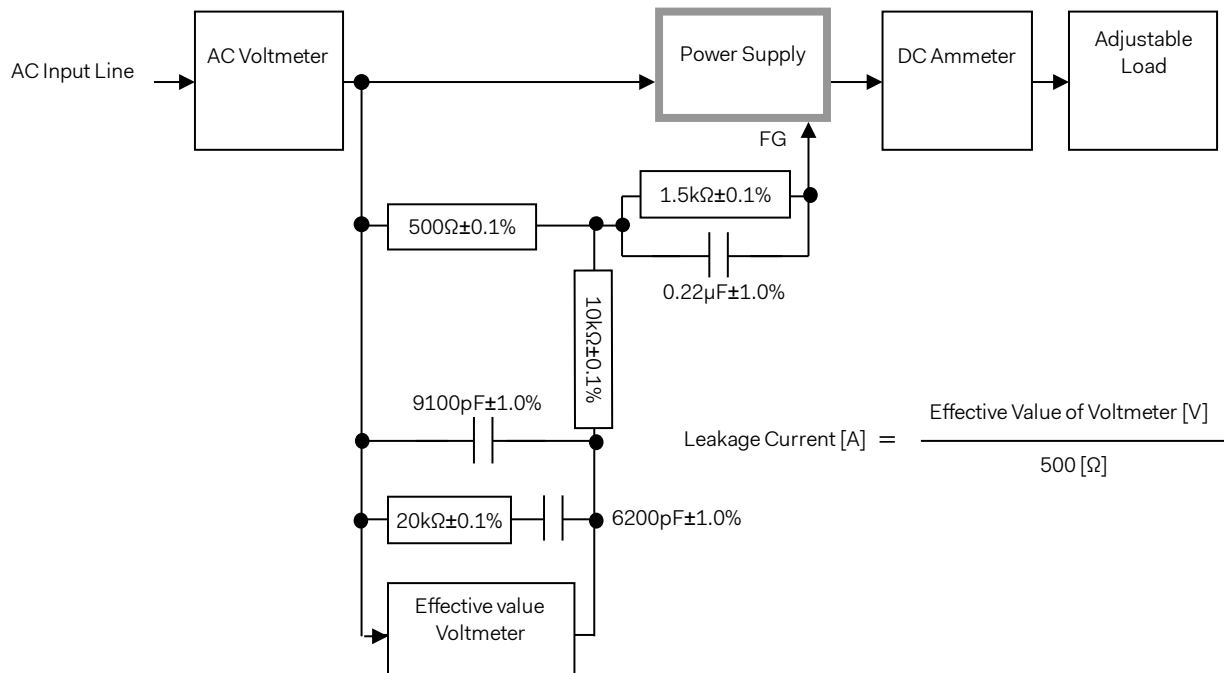 AC Input Line
AC Voltmeter
Power Supply
DC Ammeter
Adjustable
Load
FG
1.5kΩ±0.1%
500Ω±0.1%
0.22µF±1.0%
10kΩ±0.1%
9100pF±1.0%
Leakage Current [A] =
Effective Value of Voltmeter [V]
500 [Ω]
20kΩ±0.1%
6200pF±1.0%
Effective value
Voltmeter